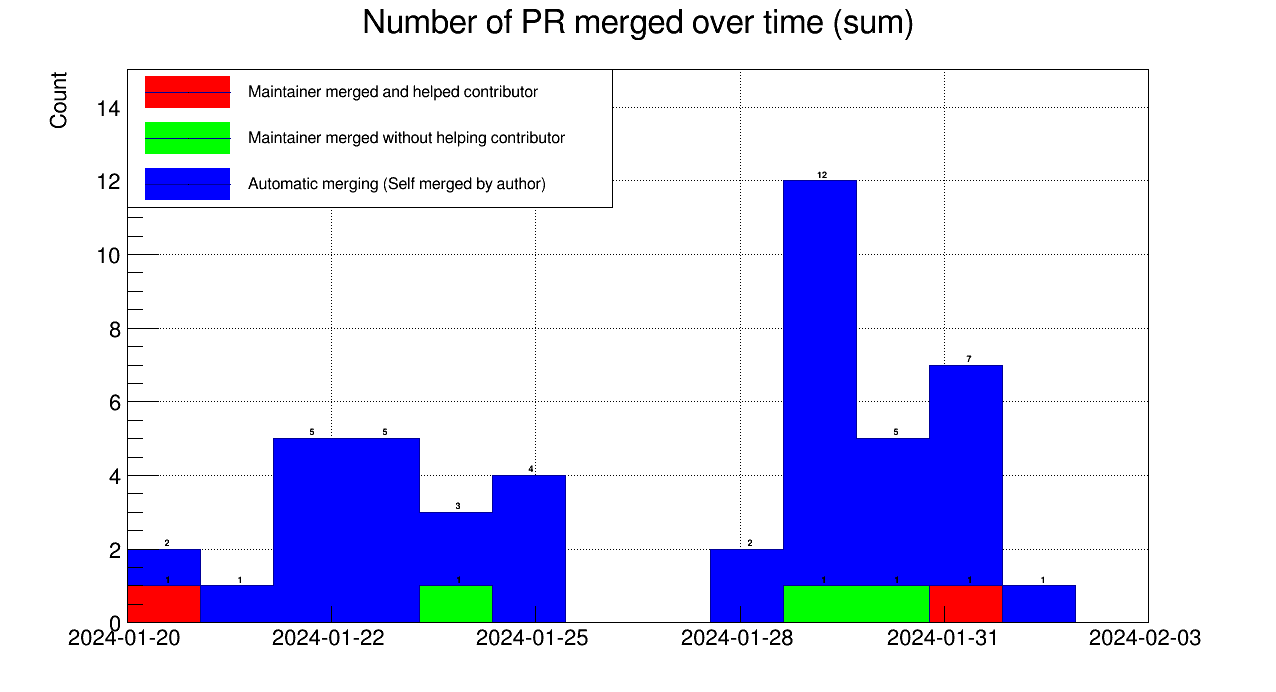 Number of PR merged over time (sum)
Count
Maintainer merged and helped contributor
Maintainer merged without helping contributor
Automatic merging (Self merged by author)
14
12
10
8
6
4
2
0
12
7
5 5 5
4
3
2 2
1 1
1 1 1 1 1
2024-01-20 2024-01-22 2024-01-25 2024-01-28 2024-01-31 2024-02-03